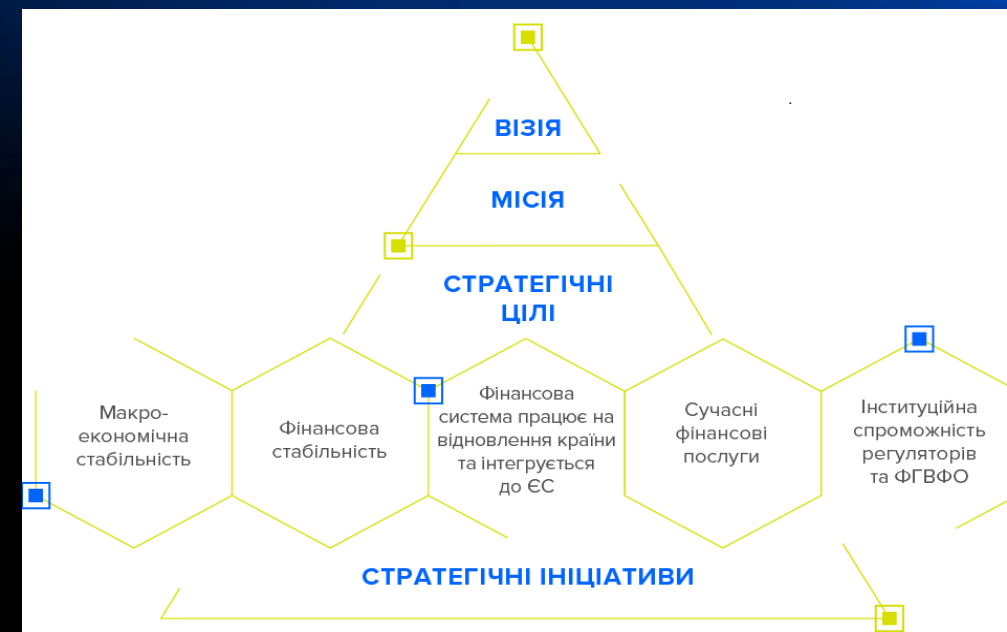 ВІЗІЯ
МІСІЯ
СТРАТЕГІЧНІ
ЦІЛІ
Макро-
економічна
стабільність
Фінансова
стабільність
Фінансова
система працює на
відновлення країни
та інтегрується
до ЄС
Сучасні
фінансові
послуги
Інституційна
спроможність
регуляторів
та ФГВФО
СТРАТЕГІЧНІ ІНІЦІАТИВИ